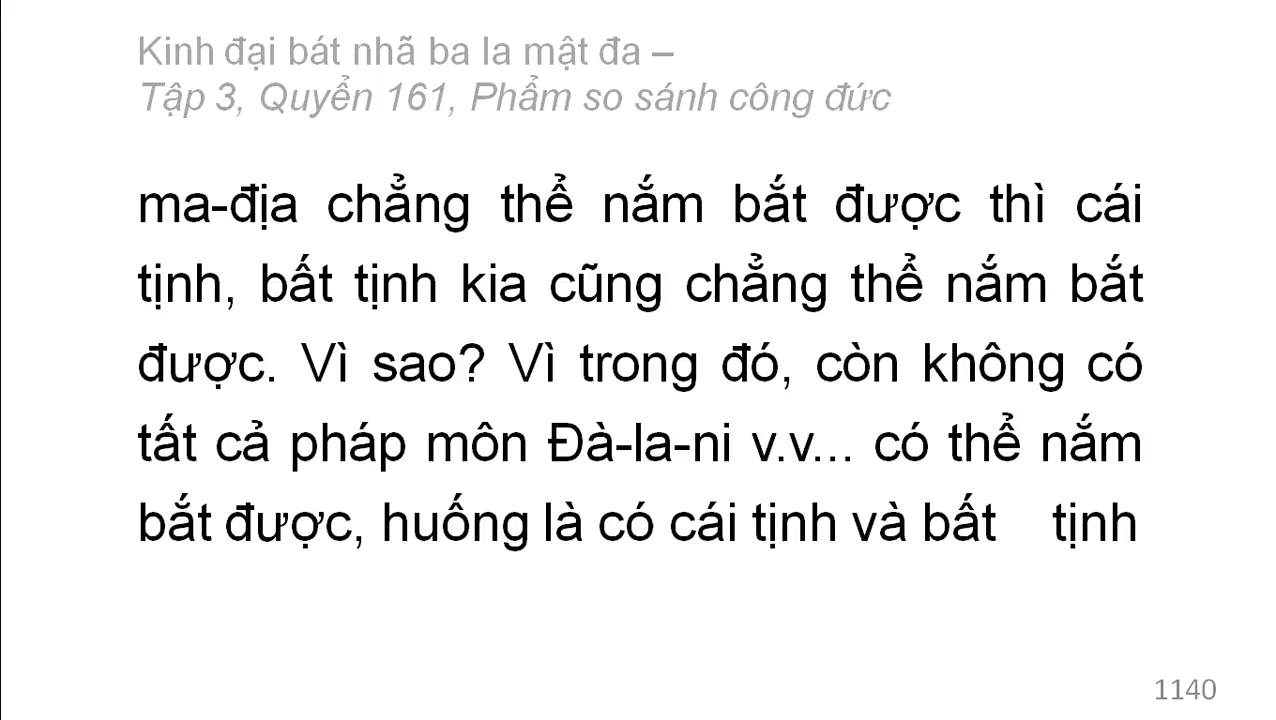 Kinh đại bát nhã ba la mật đa –
Tập 3, Quyển 161, Phẩm so sánh công đức
ma-địa chẳng thể nắm bắt được thì cái
tịnh, bất tịnh kia cũng chẳng thể nắm bắt
được. Vì sao? Vì trong đó, còn không có
tất cả pháp môn Đà-la-ni v.v... có thể nắm
bắt được, huống là có cái tịnh và bất tịnh
1140